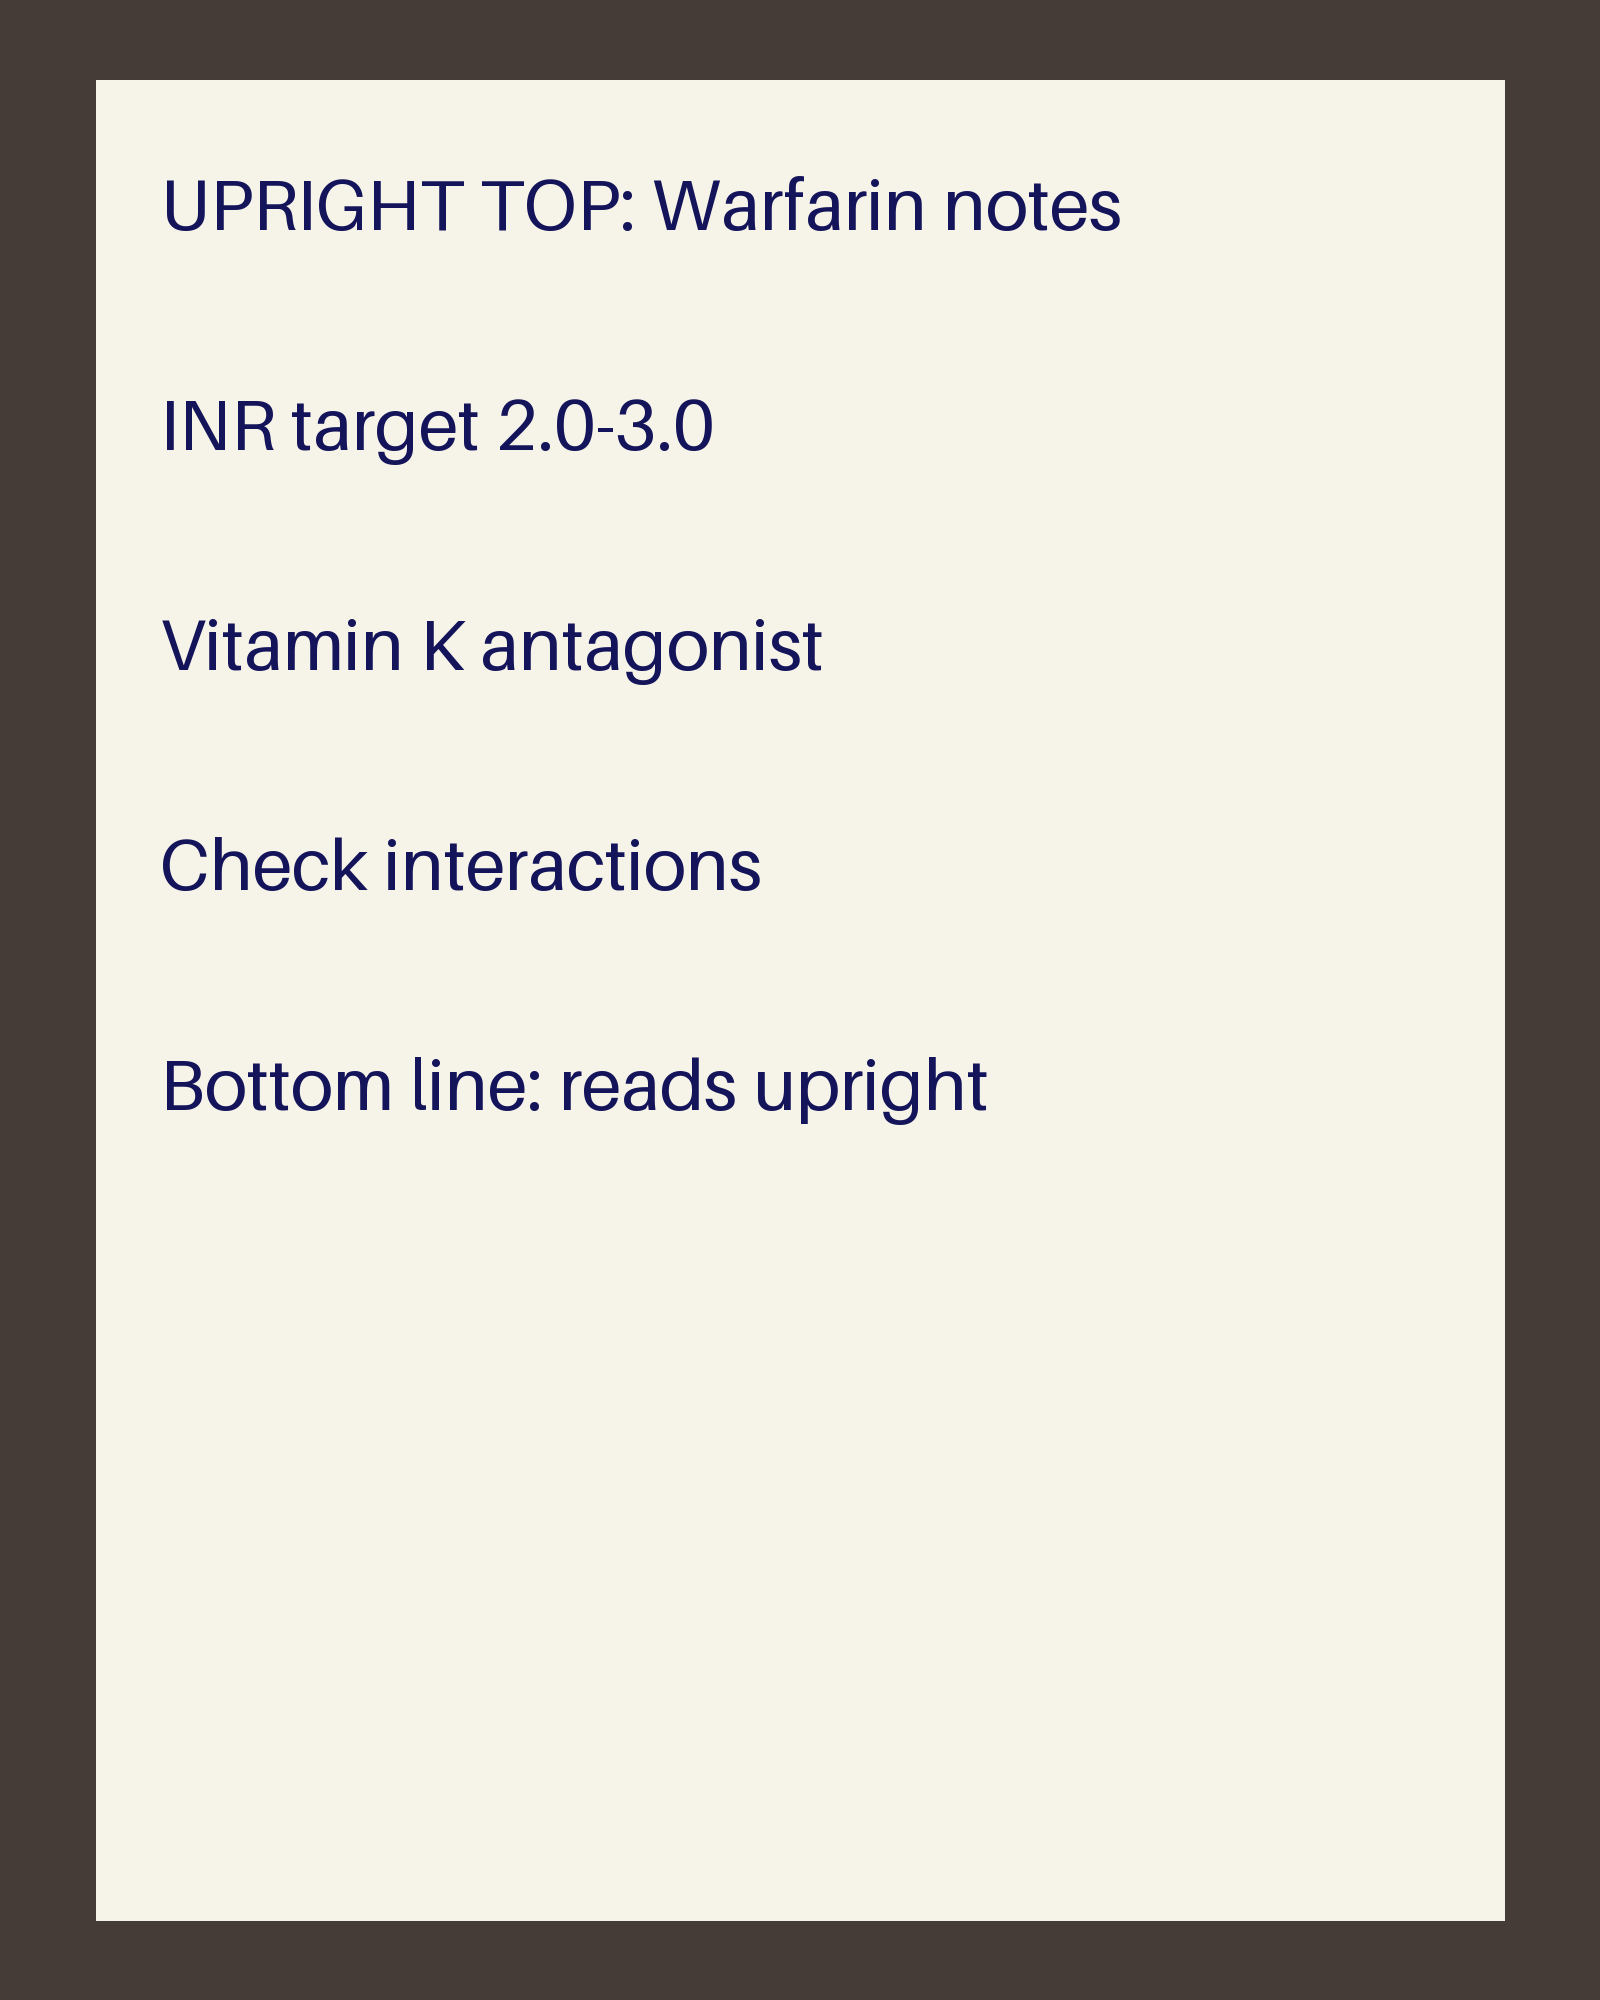 UPRIGHT TOP: Warfarin notes
INR target 2.0-3.0
Vitamin K antagonist
Check interactions
Bottom line: reads upright